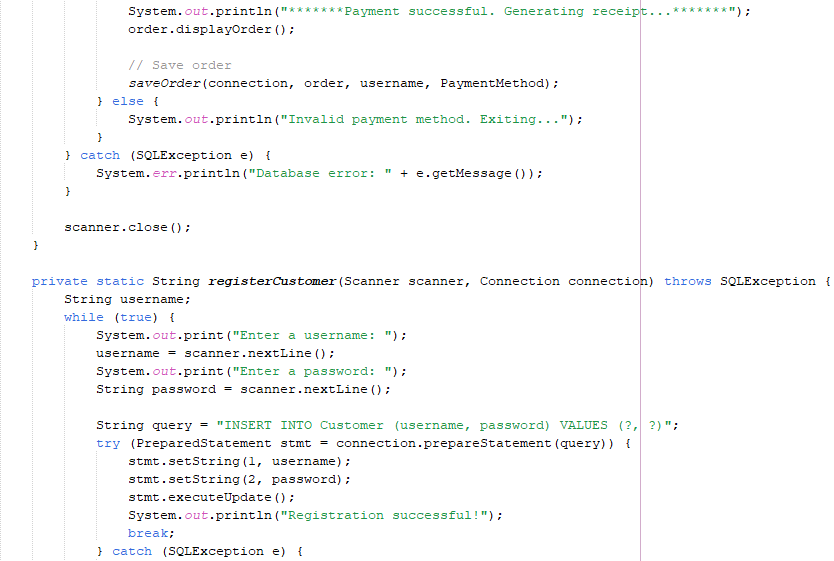 System.out.println("*******Payment successful. Generating receipt...*******");
order.displayOrder();
// Save order
saveOrder(connection, order, username, PaymentMethod);
} else {
System.out.println("Invalid payment method. Exiting...");
}
} catch (SQLException e) {
System.err.println("Database error: " + e.getMessage());
}
scanner.close();
}
private static String registerCustomer(Scanner scanner, Connection connection) throws SQLException {
String username;
while (true) {
System.out.print("Enter a username: ");
username = scanner.nextLine();
System.out.print("Enter a password: ");
String password = scanner.nextLine();
String query = "INSERT INTO Customer (username, password) VALUES (?, ?)";
try (PreparedStatement stmt = connection.prepareStatement(query)) {
stmt.setString(1, username);
stmt.setString(2, password);
stmt.executeUpdate();
System.out.println("Registration successful!");
break;
} catch (SQLException e) {